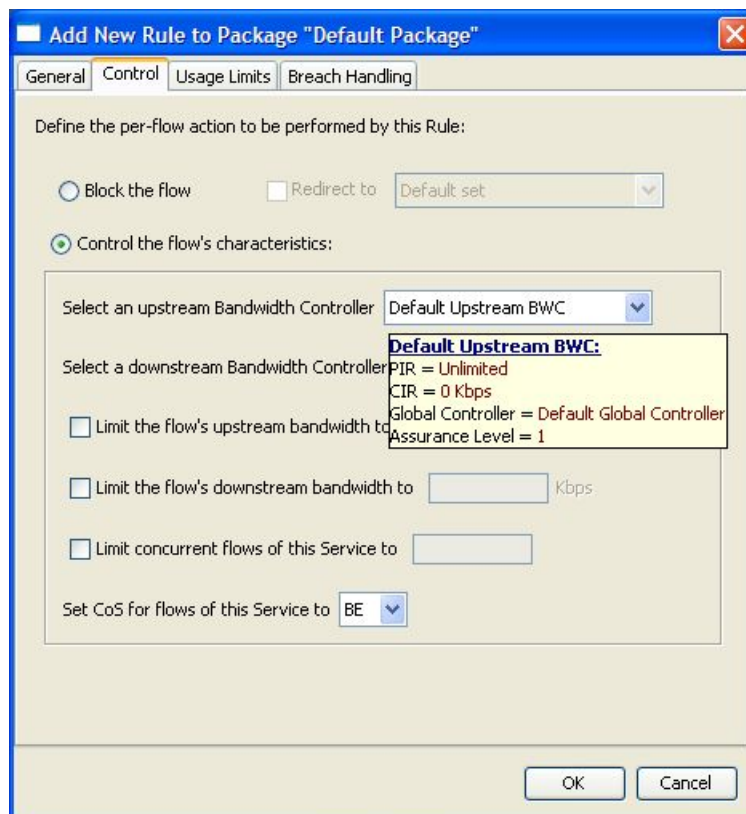 Add New Rule to Package "Default Package"
General Control Usage Limits Breach Handling
Define the per-flow action to be performed by this Rule:
Block the flow Redirect to Default set
Control the flow's characteristics:
Select an upstream Bandwidth Controller Default Upstream BWC
Default Upstream BWC:
Select a downstream Bandwidth Controller PIR = Unlimited
CIR = 0 Kbps
Global Controller = Default Global Controller
Limit the flow's upstream bandwidth to
Assurance Level = 1
Limit the flow's downstream bandwidth to Kbps
Limit concurrent flows of this Service to
Set CoS for flows of this Service to BE
OK Cancel